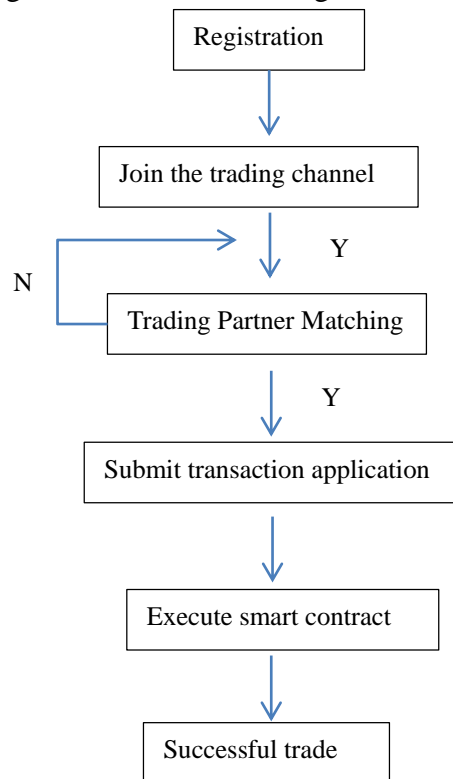 Registration
Join the trading channel
Y
N
Trading Partner Matching
Y
Submit transaction application
Execute smart contract
Successful trade